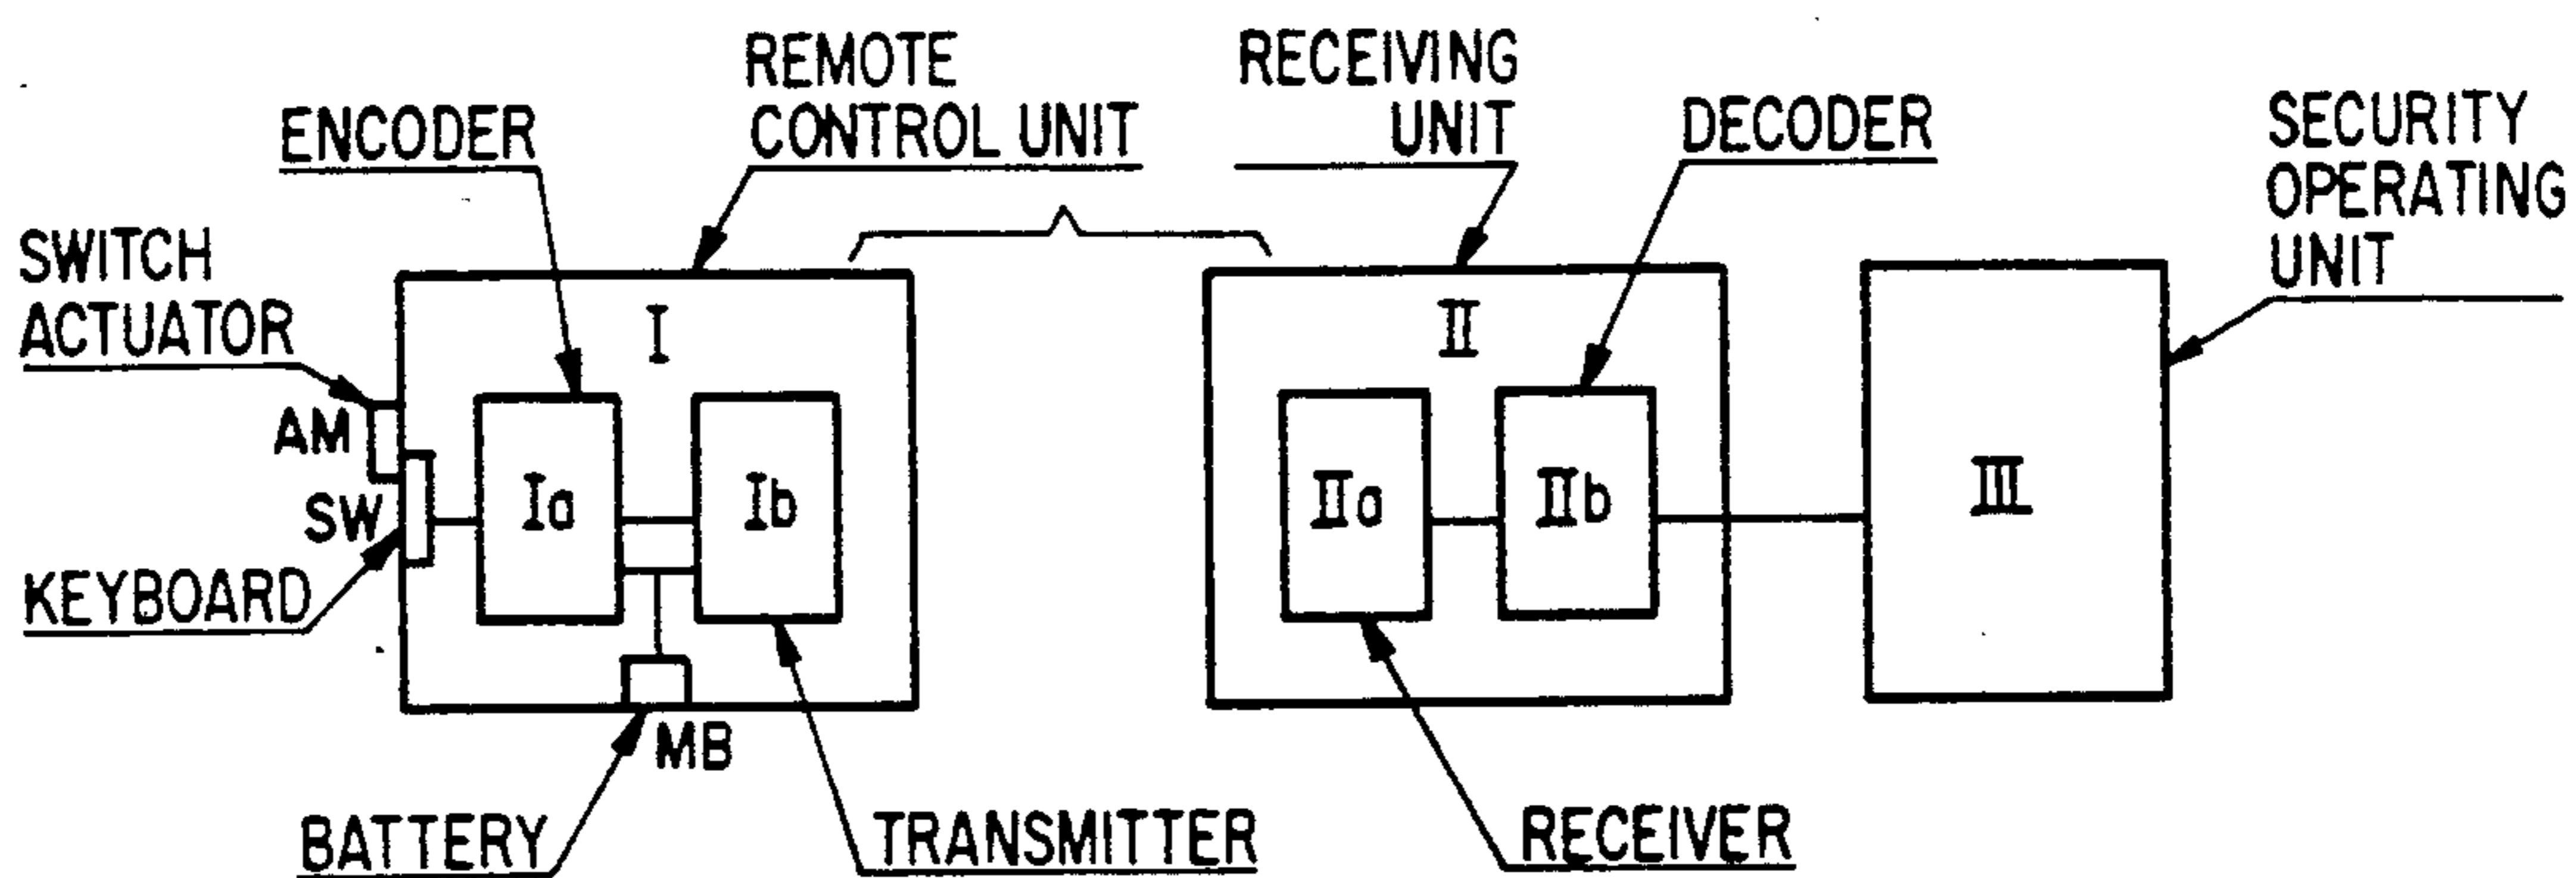 REMOTE
CONTROL UNIT
RECEIVING
UNIT
ENCODER
DECODER
SECURITY
OPERATING
UNIT
SWITCH
ACTUATOR
I
II
AM
SW
Ia
Ib
IIa
IIb
III
KEYBOARD
MB
BATTERY
TRANSMITTER
RECEIVER